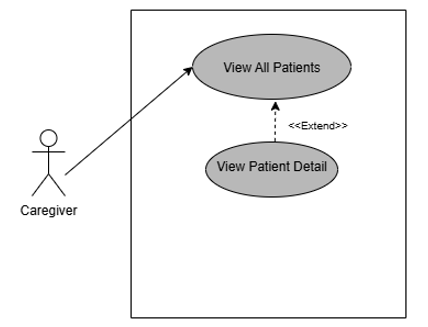 View All Patients
<<Extend>>
View Patient Detail
Caregiver